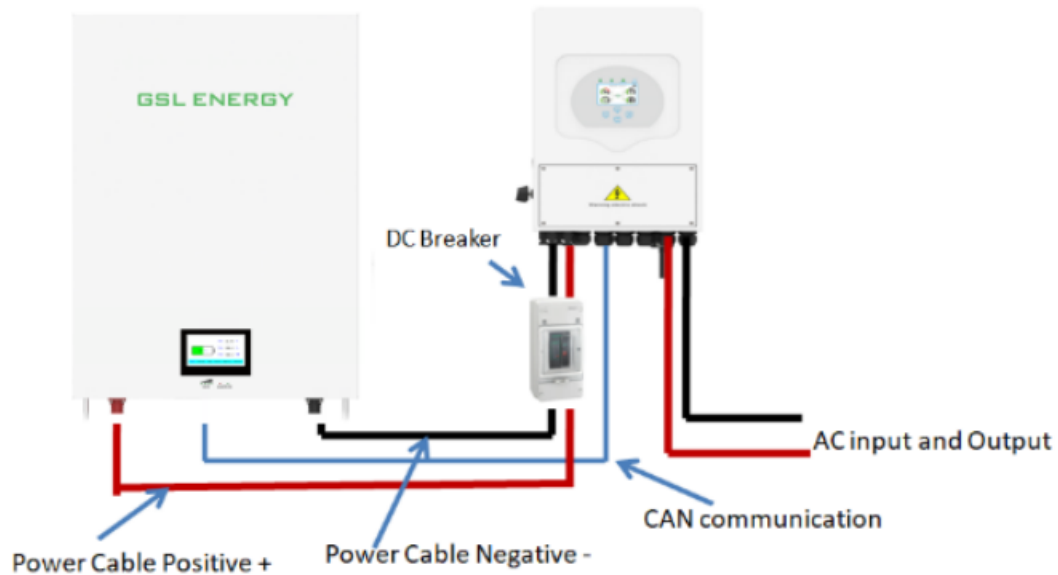 GSL ENERGY
DC Breaker
AC input and Output
CAN communication
Power Cable Positive +
Power Cable Negative -